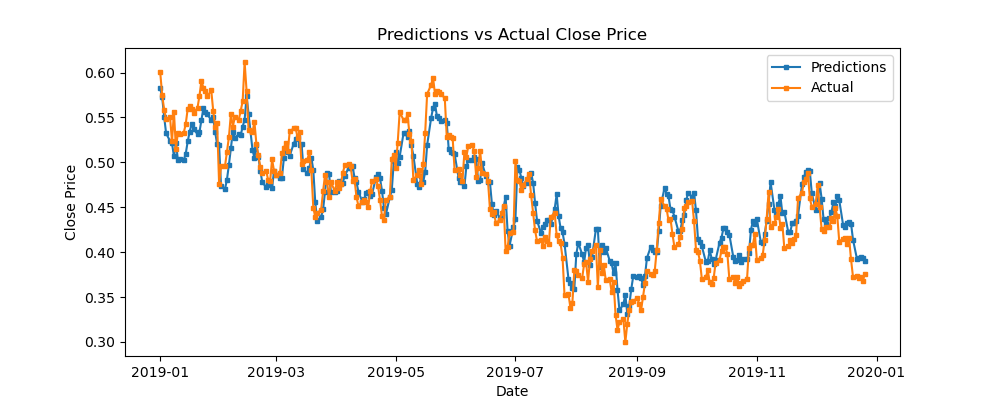 Predictions vs Actual Close Price
Predictions
Actual
Close Price
0.60
0.55
0.50
0.45
0.40
0.35
0.30
2019-01
2019-03
2019-05
2019-07
2019-09
2019-11
2020-01
Date